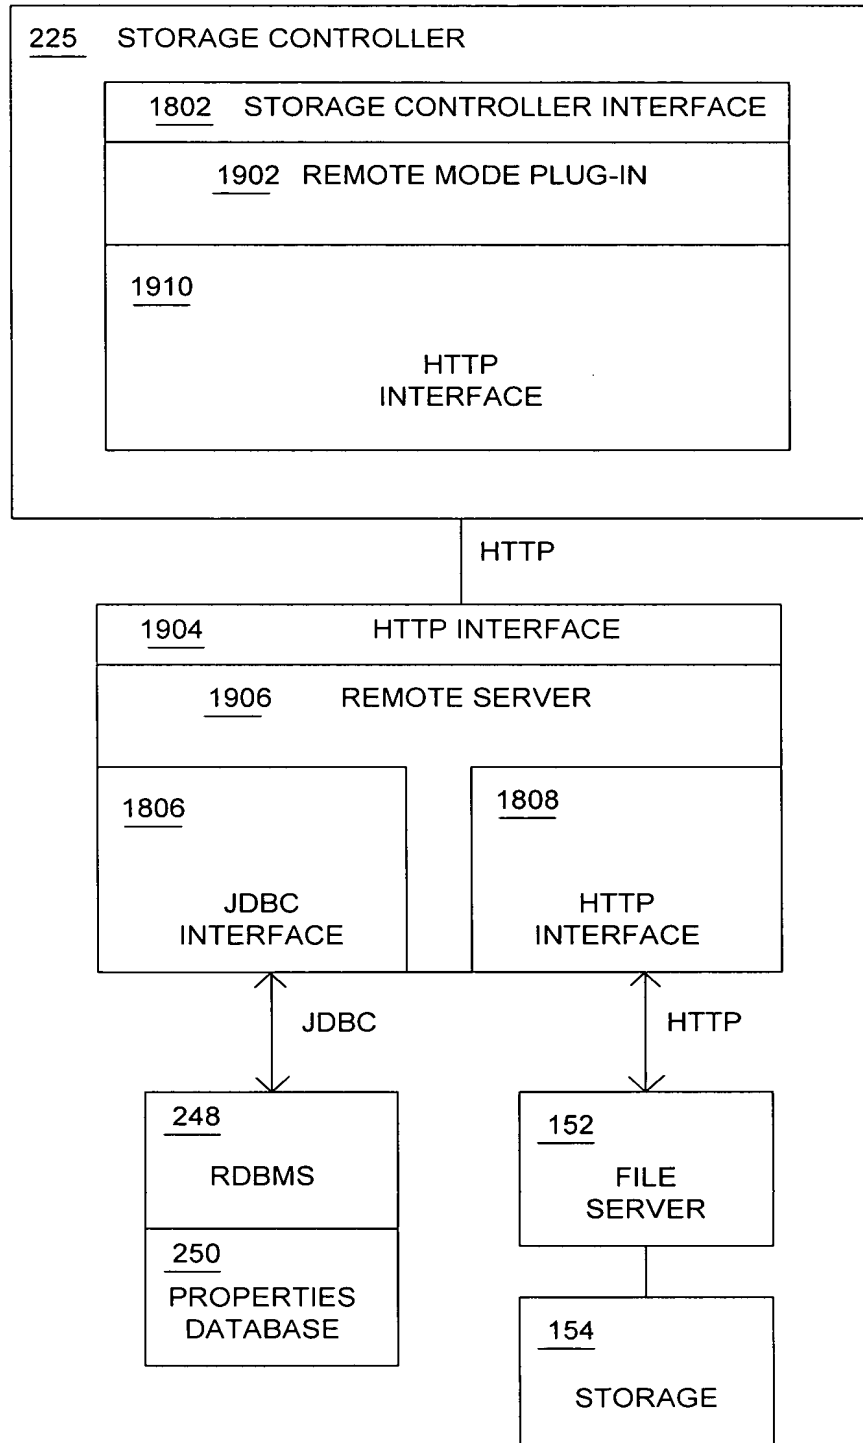 225 STORAGE CONTROLLER
1802 STORAGE CONTROLLER INTERFACE
1902 REMOTE MODE PLUG-IN
1910
HTTP
INTERFACE
HTTP
1904 HTTP INTERFACE
1906 REMOTE SERVER
1806
JDBC
INTERFACE
1808
HTTP
INTERFACE
JDBC
HTTP
248
RDBMS
250
PROPERTIES
DATABASE
152
FILE
SERVER
154
STORAGE